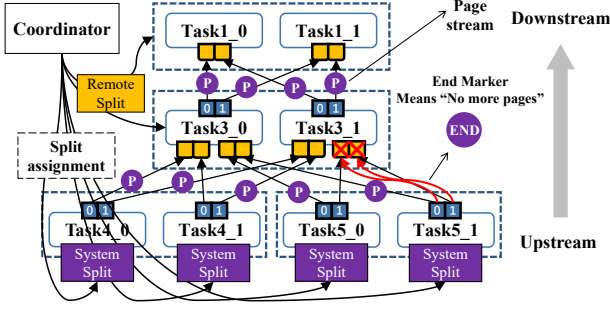 Coordinator
Task1_0
Task1_1
Page
stream
Downstream
Remote
Split
P
P
0 1
0 1
End Marker
Means “No more pages”
Task3_0
Task3_1
END
Split
assignment
P
P
P
P
0 1
0 1
0 1
0 1
Task4_0
Task4_1
Task5_0
Task5_1
Upstream
System
Split
System
Split
System
Split
System
Split